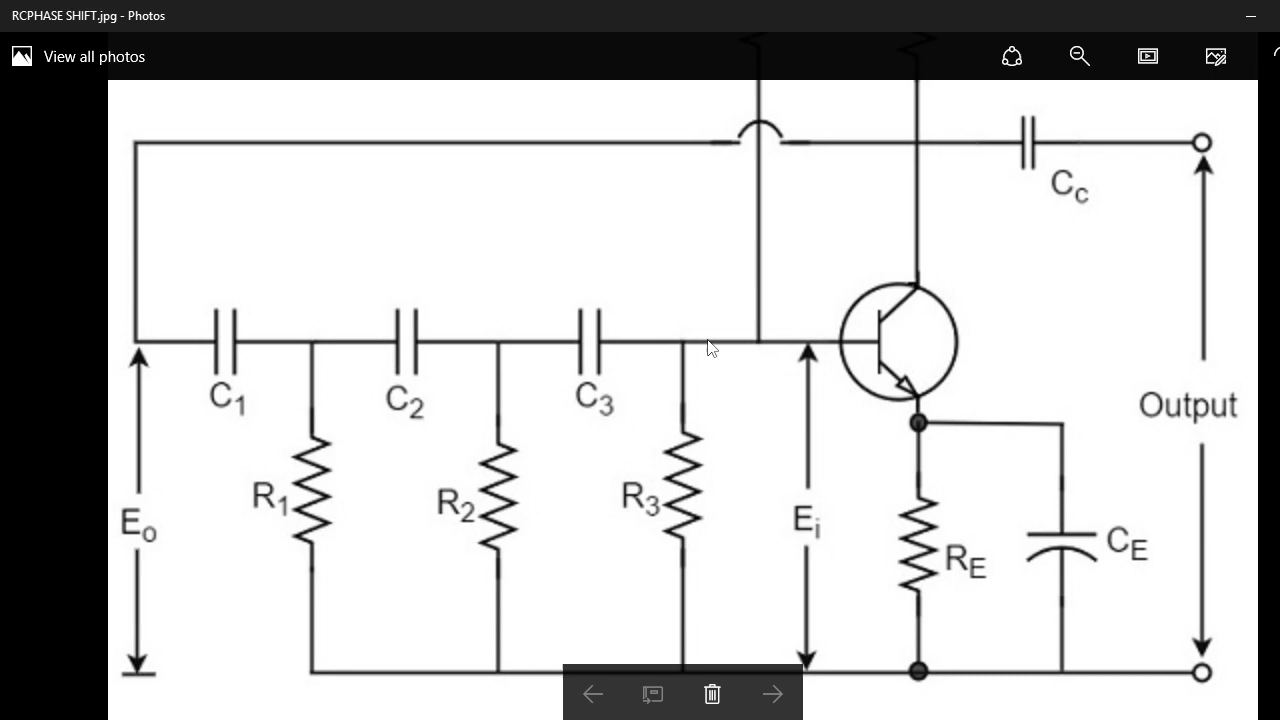 RCPHASE SHIFT.jpg - Photos
View all photos
Cc
C1
C2
C3
Output
R1
R2
R3
Eo
Ei
RE
CE